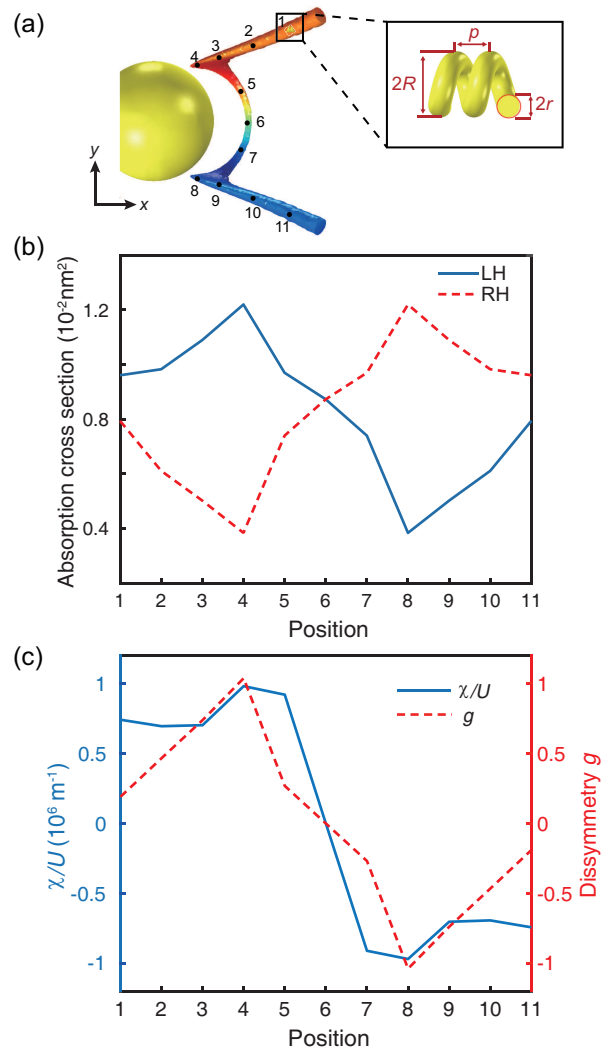 (a)
1
2
3
4
5
6
7
8
9
10
11
y
x
p
2R
2r
(b)
Absorption cross section (10⁻²nm²)
1.2
0.8
0.4
LH
RH
1 2 3 4 5 6 7 8 9 10 11
Position
(c)
χ/U (10⁶ m⁻¹)
1
0.5
0
-0.5
-1
χ/U
g
1
0.5
0
-0.5
-1
Dissymmetry g
1 2 3 4 5 6 7 8 9 10 11
Position